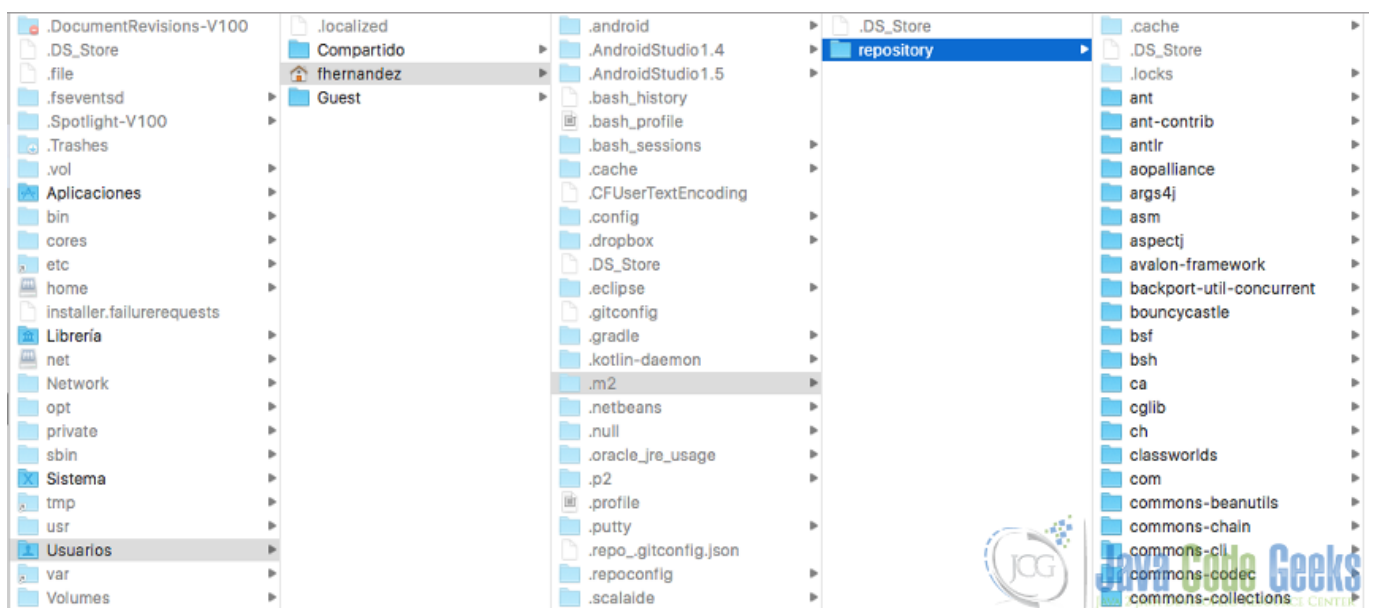 .DocumentRevisions-V100
.DS_Store
.file
.fseventsd
.Spotlight-V100
.Trashes
.vol
Aplicaciones
bin
cores
etc
home
installer.failurerequests
Librería
net
Network
opt
private
sbin
Sistema
tmp
usr
Usuarios
var
Volumes
.localized
Compartido
fhernandez
Guest
.android
.AndroidStudio1.4
.AndroidStudio1.5
.bash_history
.bash_profile
.bash_sessions
.cache
.CFUserTextEncoding
.config
.dropbox
.DS_Store
.eclipse
.gitconfig
.gradle
.kotlin-daemon
.m2
.netbeans
.null
.oracle_jre_usage
.p2
.profile
.putty
.repo_.gitconfig.json
.repoconfig
.scalaide
.DS_Store
repository
.cache
.DS_Store
.locks
ant
ant-contrib
antlr
aopalliance
args4j
asm
aspectj
avalon-framework
backport-util-concurrent
bouncycastle
bsf
bsh
ca
cglib
ch
classworlds
com
commons-beanutils
commons-chain
commons-cli
commons-codec
commons-collections
JCG
Java Code Geeks